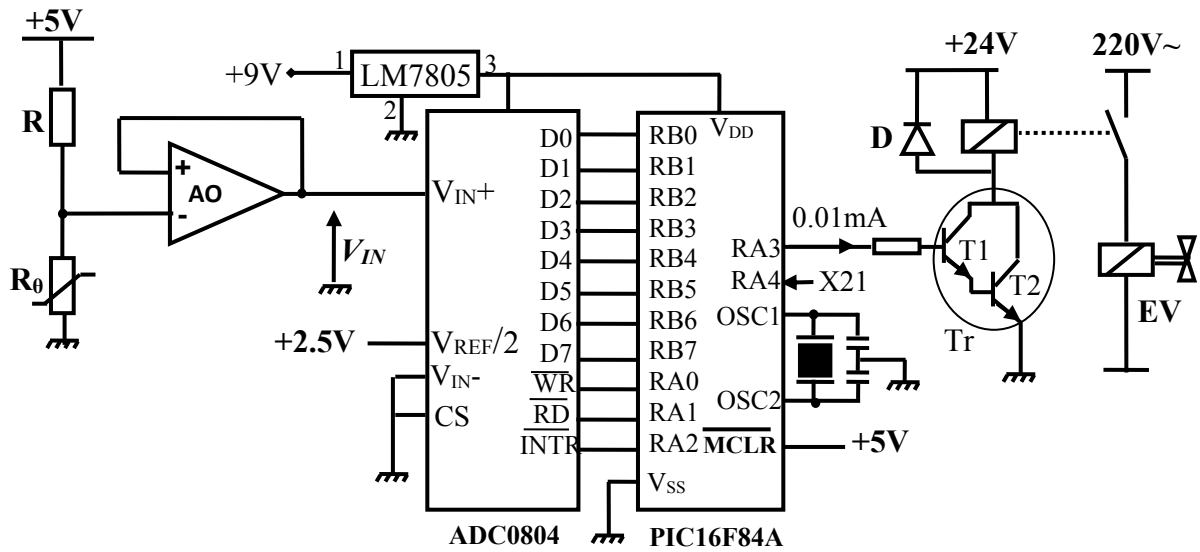 +5V
R
Rθ
+
-
AO
VIN
+9V
1
LM7805
3
2
VIN+
+2.5V
VREF/2
VIN-
CS
D0
D1
D2
D3
D4
D5
D6
D7
WR
RD
INTR
ADC0804
VDD
RB0
RB1
RB2
RB3
RB4
RB5
RB6
RB7
RA0
RA1
RA2
VSS
RA3
RA4
OSC1
OSC2
MCLR
PIC16F84A
0.01mA
X21
+5V
+24V
D
T1
T2
Tr
220V~
EV